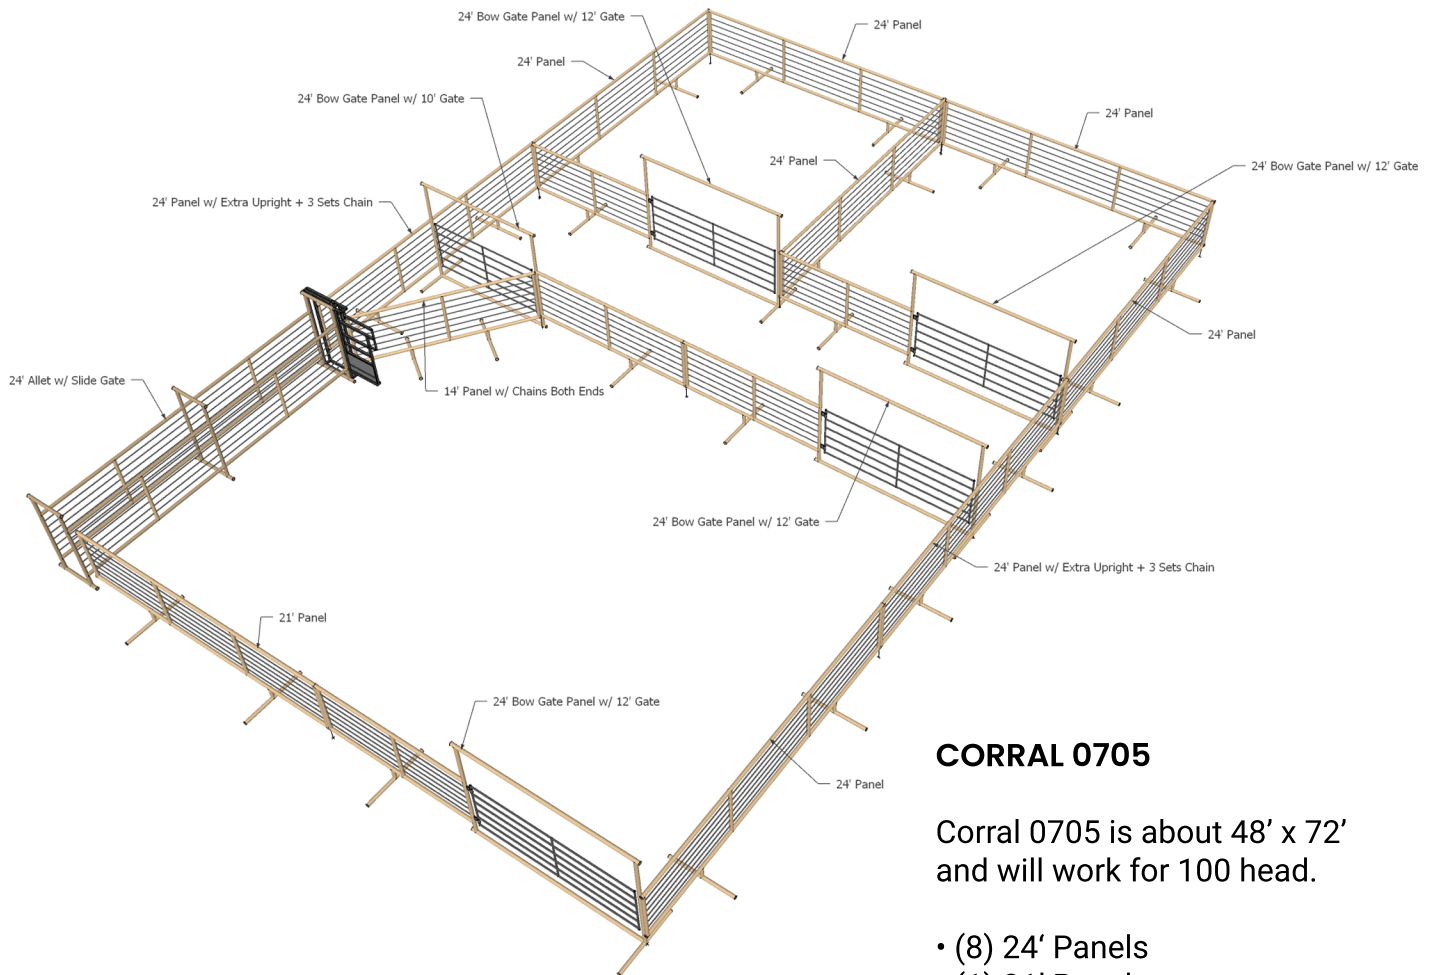 24' Bow Gate Panel w/ 12' Gate
24' Panel
24' Panel
24' Bow Gate Panel w/ 10' Gate
24' Panel
24' Panel
24' Bow Gate Panel w/ 12' Gate
24' Panel w/ Extra Upright + 3 Sets Chain
24' Panel
24' Allet w/ Slide Gate
14' Panel w/ Chains Both Ends
24' Bow Gate Panel w/ 12' Gate
24' Panel w/ Extra Upright + 3 Sets Chain
21' Panel
24' Bow Gate Panel w/ 12' Gate
24' Panel
CORRAL 0705
Corral 0705 is about 48’ x 72’
and will work for 100 head.
• (8) 24‘ Panels